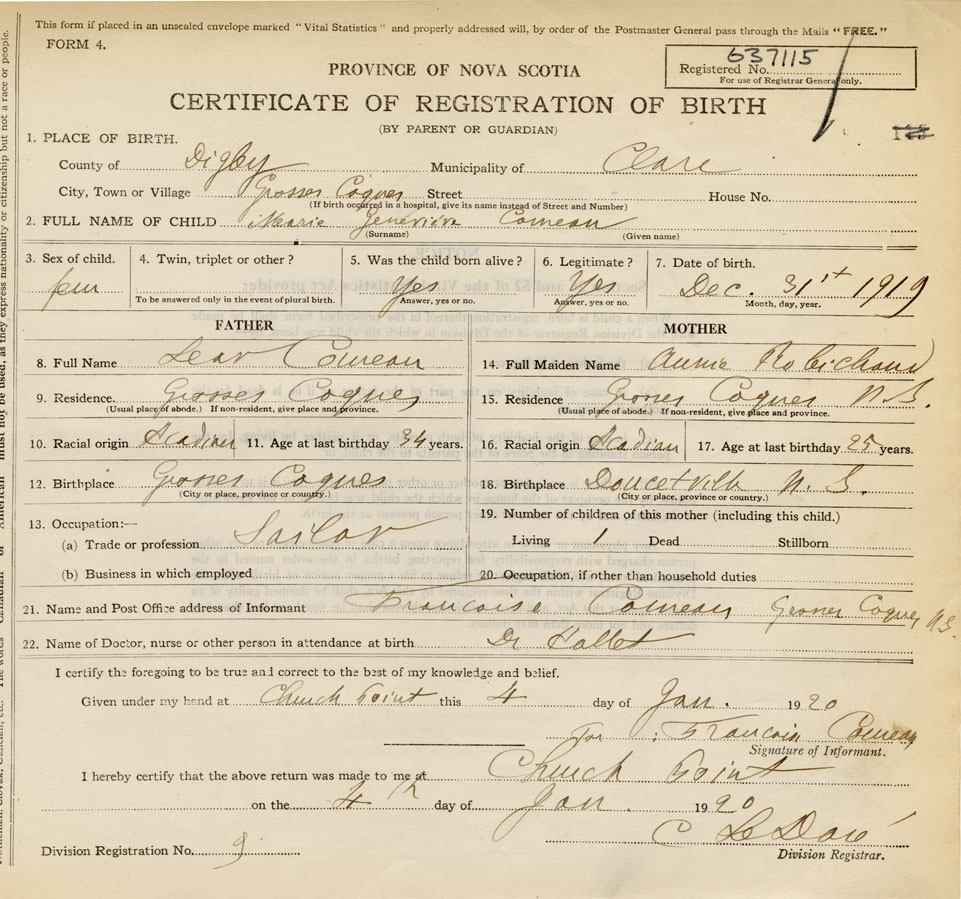 This form if placed in an unsealed envelope marked "Vital Statistics" and properly addressed will, by order of the Postmaster General pass through the Mails "FREE."
FORM 4.
637115
Registered No.
For use of Registrar General only.
PROVINCE OF NOVA SCOTIA
CERTIFICATE OF REGISTRATION OF BIRTH
(BY PARENT OR GUARDIAN)
1. PLACE OF BIRTH.
County of Digby Municipality of Clare
City, Town or Village Grosses Coques Street House No.
(If birth occurred in a hospital, give its name instead of Street and Number)
2. FULL NAME OF CHILD Marie Genevieve Comeau
(Surname) (Given name)
3. Sex of child. 4. Twin, triplet or other? 5. Was the child born alive? 6. Legitimate? 7. Date of birth.
fem Yes Yes Dec. 31st 1919
To be answered only in the event of plural birth. Answer, yes or no. Answer, yes or no. Month, day, year.
FATHER MOTHER
8. Full Name Comeau 14. Full Maiden Name Annie Robichaud
9. Residence. Grosses Coques 15. Residence Grosses Coques N.S.
(Usual place of abode.) If non-resident, give place and province. (Usual place of abode.) If non-resident, give place and province.
10. Racial origin Acadian 11. Age at last birthday 34 years. 16. Racial origin Acadian 17. Age at last birthday 25 years.
12. Birthplace Grosses Coques 18. Birthplace Doucetville N.S.
(City or place, province or country.) (City or place, province or country.)
13. Occupation:— 19. Number of children of this mother (including this child.)
(a) Trade or profession Sailor Living 1 Dead Stillborn
(b) Business in which employed 20. Occupation, if other than household duties
21. Name and Post Office address of Informant Francoise Comeau Grosses Coques N.S.
22. Name of Doctor, nurse or other person in attendance at birth Dr Hallet
I certify the foregoing to be true and correct to the best of my knowledge and belief.
Given under my hand at Church Point this 4 day of Jan. 1920
for Francois Comeau
Signature of Informant.
I hereby certify that the above return was made to me at Church Point
on the 4th day of Jan. 1920
C Le Doré
Division Registrar.
Division Registration No. 9